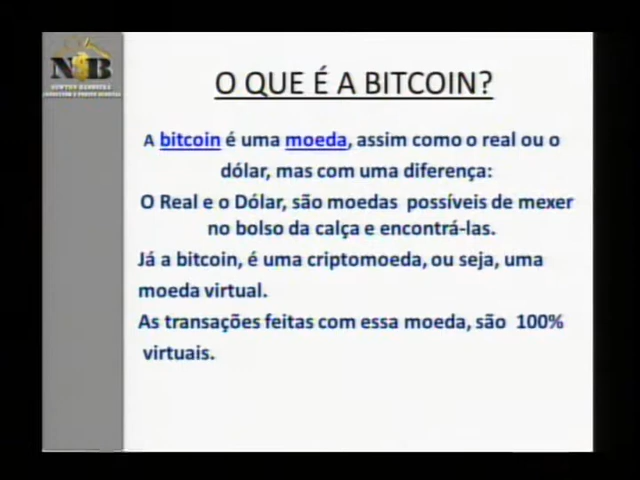 N$B
O QUE É A BITCOIN?
A bitcoin é uma moeda, assim como o real ou o
dólar, mas com uma diferença:
O Real e o Dólar, são moedas possíveis de mexer
no bolso da calça e encontrá-las.
Já a bitcoin, é uma criptomoeda, ou seja, uma
moeda virtual.
As transações feitas com essa moeda, são 100%
virtuais.